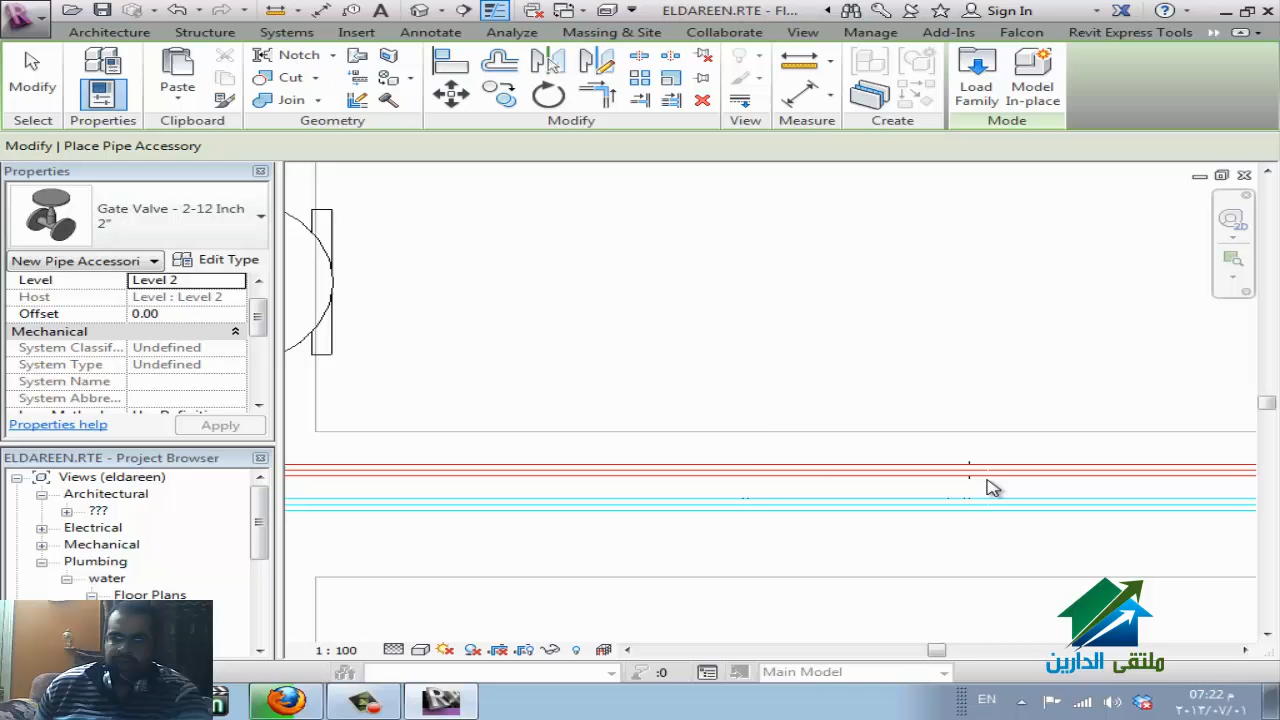 ELDAREEN.RTE - Fl...
Sign In
Architecture
Structure
Systems
Insert
Annotate
Analyze
Massing & Site
Collaborate
View
Manage
Add-Ins
Falcon
Revit Express Tools
Modify
Paste
Notch
Cut
Join
Load Family
Model In-place
Select
Properties
Clipboard
Geometry
Modify
View
Measure
Create
Mode
Modify | Place Pipe Accessory
Properties
Gate Valve - 2-12 Inch
2"
New Pipe Accessori
Edit Type
Level
Level 2
Host
Level : Level 2
Offset
0.00
Mechanical
System Classif...
Undefined
System Type
Undefined
System Name
System Abbre...
Properties help
Apply
ELDAREEN.RTE - Project Browser
Views (eldareen)
Architectural
???
Electrical
Mechanical
Plumbing
water
Floor Plans
1 : 100
:0
Main Model
ملتقى الدارين
EN
07:22 م
٢٠١٣/٠٧/٠١